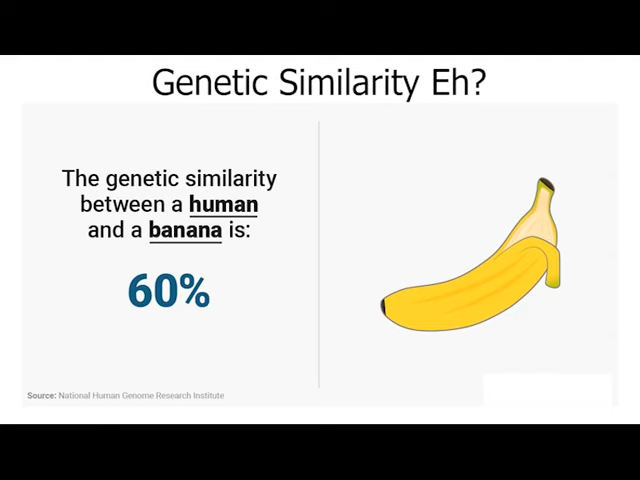 Genetic Similarity Eh?
The genetic similarity
between a human
and a banana is:
60%
Source: National Human Genome Research Institute